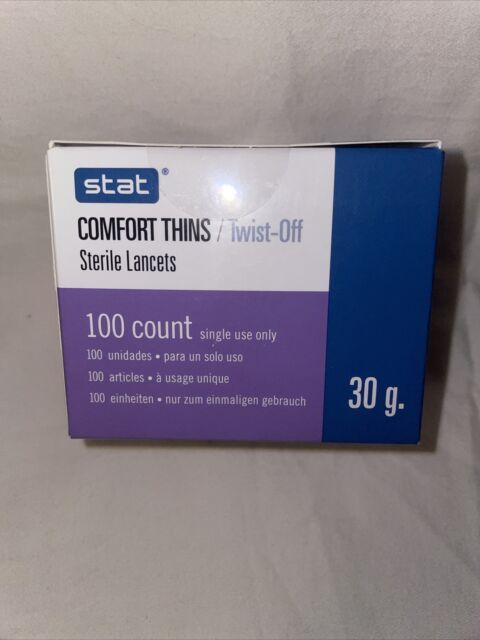 stat®
COMFORT THINS / Twist-Off
Sterile Lancets
100 count single use only
100 unidades • para un solo uso
100 articles • à usage unique
100 einheiten • nur zum einmaligen gebrauch
30 g.